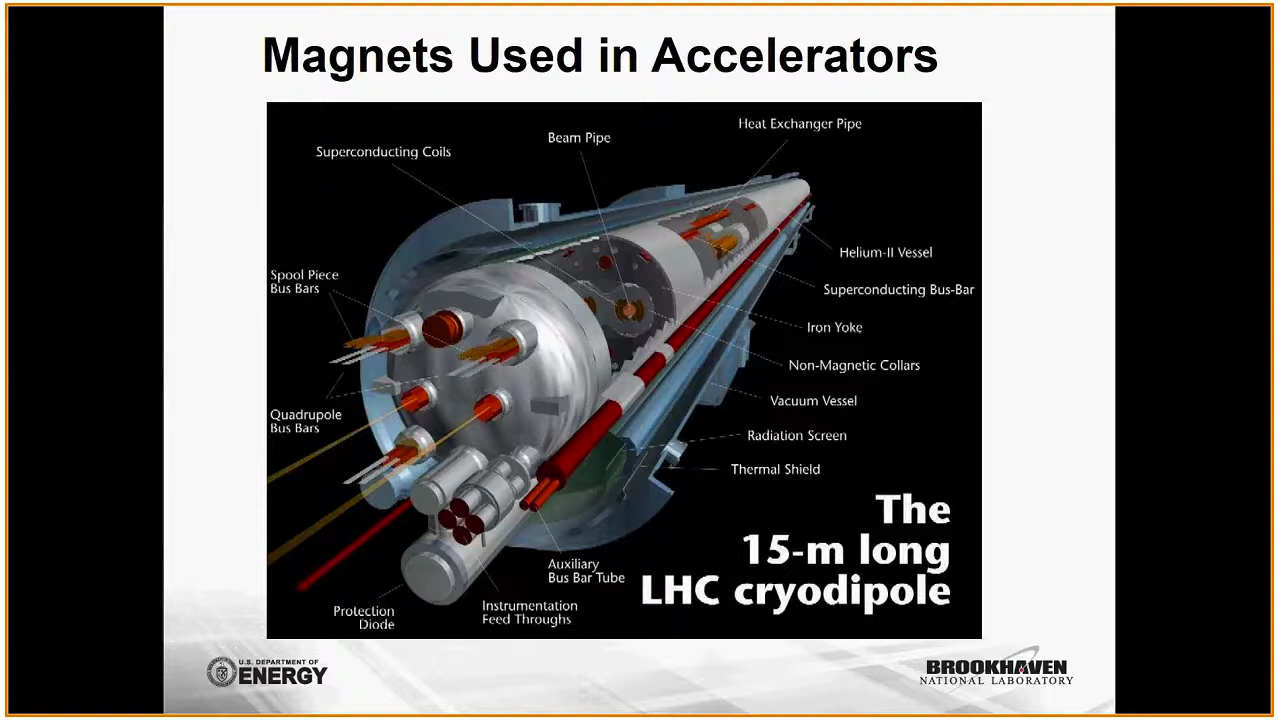 Magnets Used in Accelerators
Heat Exchanger Pipe
Beam Pipe
Superconducting Coils
Helium-II Vessel
Spool Piece
Bus Bars
Superconducting Bus-Bar
Iron Yoke
Non-Magnetic Collars
Vacuum Vessel
Quadrupole
Bus Bars
Radiation Screen
Thermal Shield
The
15-m long
LHC cryodipole
Auxiliary
Bus Bar Tube
Instrumentation
Feed Throughs
Protection
Diode
U.S. DEPARTMENT OF
ENERGY
BROOKHAVEN
NATIONAL LABORATORY